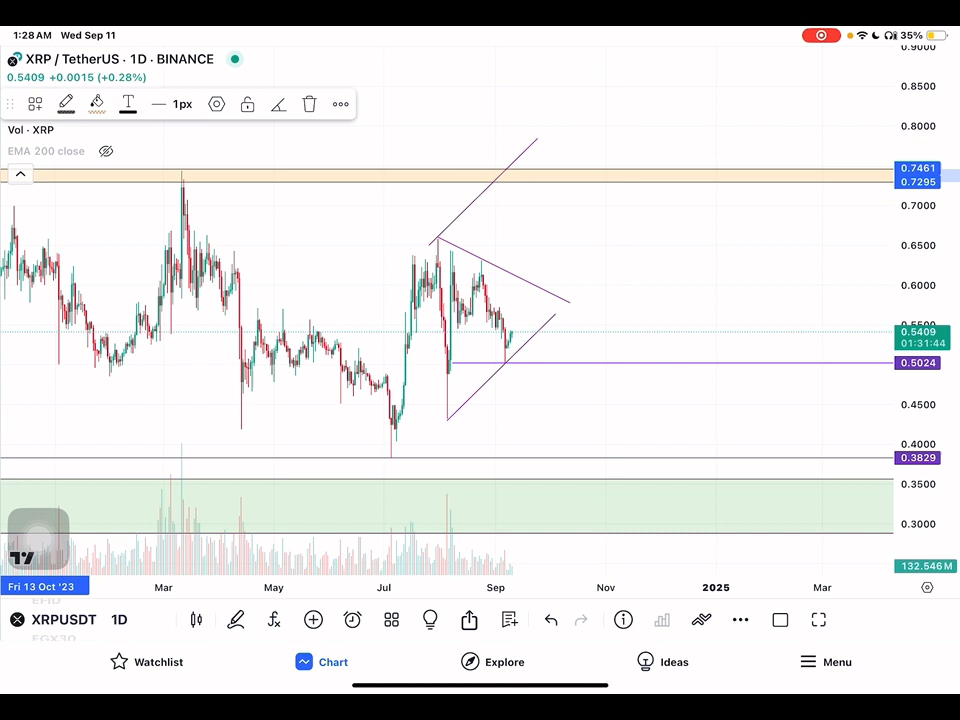 1:28 AM Wed Sep 11
35%
XRP / TetherUS · 1D · BINANCE
0.5409 +0.0015 (+0.28%)
1px
Vol · XRP
EMA 200 close
0.9000
0.8500
0.8000
0.7461
0.7295
0.7000
0.6500
0.6000
0.5500
0.5409
01:31:44
0.5024
0.4500
0.4000
0.3829
0.3500
0.3000
132.546M
Fri 13 Oct '23 Mar May Jul Sep Nov 2025 Mar
XRPUSDT 1D
EGX30
Watchlist Chart Explore Ideas Menu